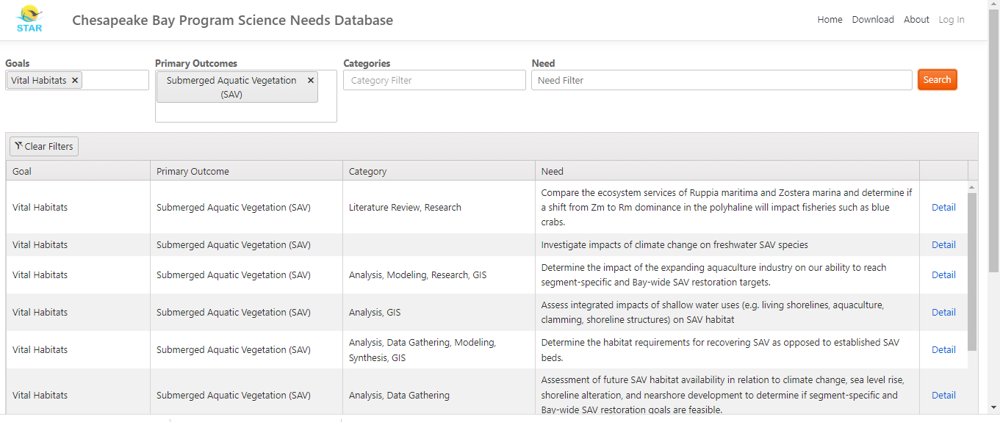 STAR
Chesapeake Bay Program Science Needs Database
Home Download About Log In
Goals Primary Outcomes Categories Need
Vital Habitats ×
Submerged Aquatic Vegetation ×
(SAV)
Category Filter
Need Filter
Search
Clear Filters
Goal Primary Outcome Category Need
Vital Habitats Submerged Aquatic Vegetation (SAV) Literature Review, Research
Compare the ecosystem services of Ruppia maritima and Zostera marina and determine if
a shift from Zm to Rm dominance in the polyhaline will impact fisheries such as blue
crabs.
Detail
Vital Habitats Submerged Aquatic Vegetation (SAV) Investigate impacts of climate change on freshwater SAV species Detail
Vital Habitats Submerged Aquatic Vegetation (SAV) Analysis, Modeling, Research, GIS
Determine the impact of the expanding aquaculture industry on our ability to reach
segment-specific and Bay-wide SAV restoration targets.
Detail
Vital Habitats Submerged Aquatic Vegetation (SAV) Analysis, GIS
Assess integrated impacts of shallow water uses (e.g. living shorelines, aquaculture,
clamming, shoreline structures) on SAV habitat
Detail
Vital Habitats Submerged Aquatic Vegetation (SAV)
Analysis, Data Gathering, Modeling,
Synthesis, GIS
Determine the habitat requirements for recovering SAV as opposed to established SAV
beds.
Detail
Vital Habitats Submerged Aquatic Vegetation (SAV) Analysis, Data Gathering
Assessment of future SAV habitat availability in relation to climate change, sea level rise,
shoreline alteration, and nearshore development to determine if segment-specific and
Bay-wide SAV restoration goals are feasible.
Detail